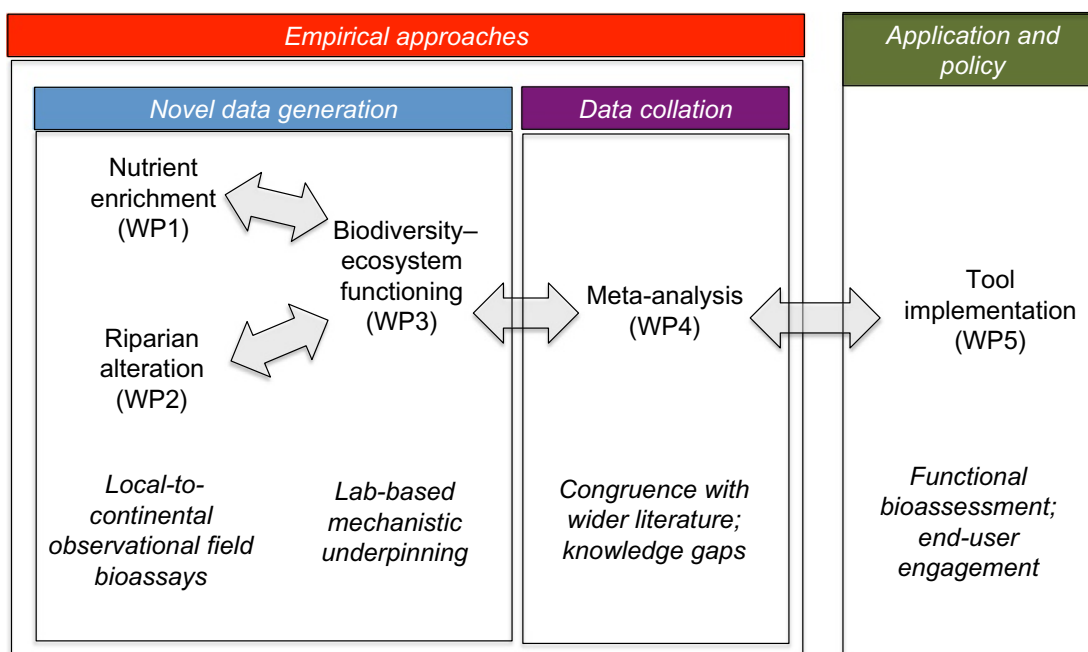 Empirical approaches
Application and
policy
Novel data generation
Data collation
Nutrient
enrichment
(WP1)
Biodiversity–
ecosystem
functioning
(WP3)
Riparian
alteration
(WP2)
Meta-analysis
(WP4)
Tool
implementation
(WP5)
Local-to-
continental
observational field
bioassays
Lab-based
mechanistic
underpinning
Congruence with
wider literature;
knowledge gaps
Functional
bioassessment;
end-user
engagement